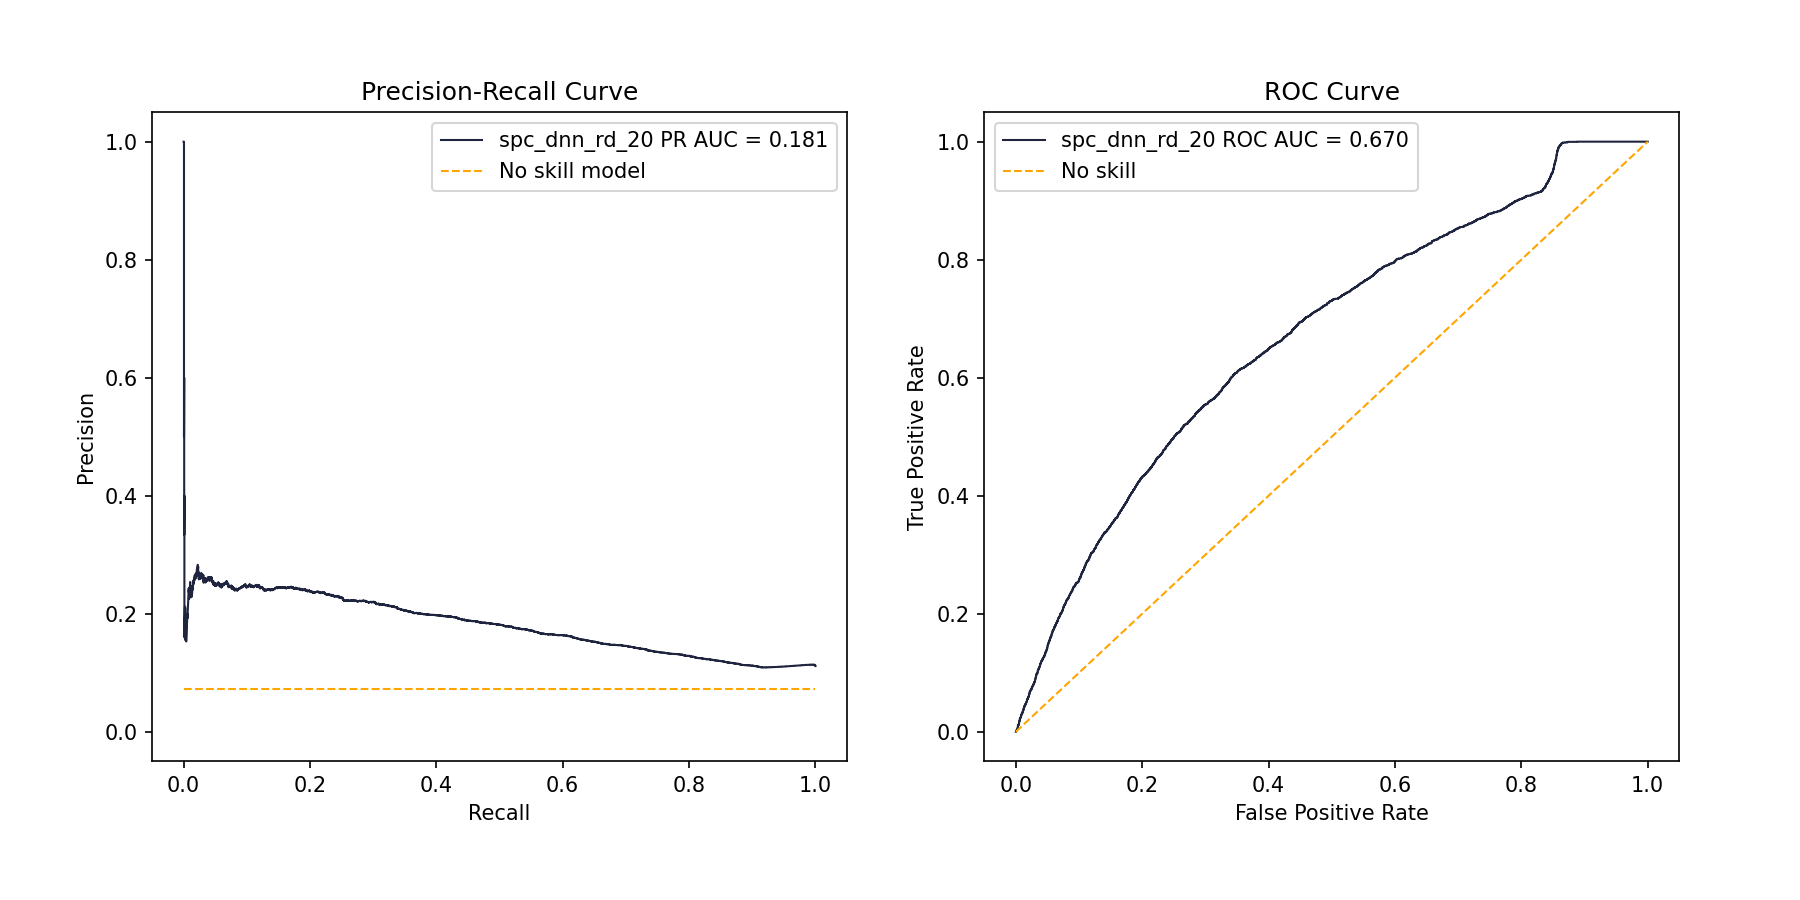 Precision-Recall Curve
spc_dnn_rd_20 PR AUC = 0.181
No skill model
1.0
0.8
0.6
0.4
0.2
0.0
Precision
0.0 0.2 0.4 0.6 0.8 1.0
Recall
ROC Curve
spc_dnn_rd_20 ROC AUC = 0.670
No skill
1.0
0.8
0.6
0.4
0.2
0.0
True Positive Rate
0.0 0.2 0.4 0.6 0.8 1.0
False Positive Rate